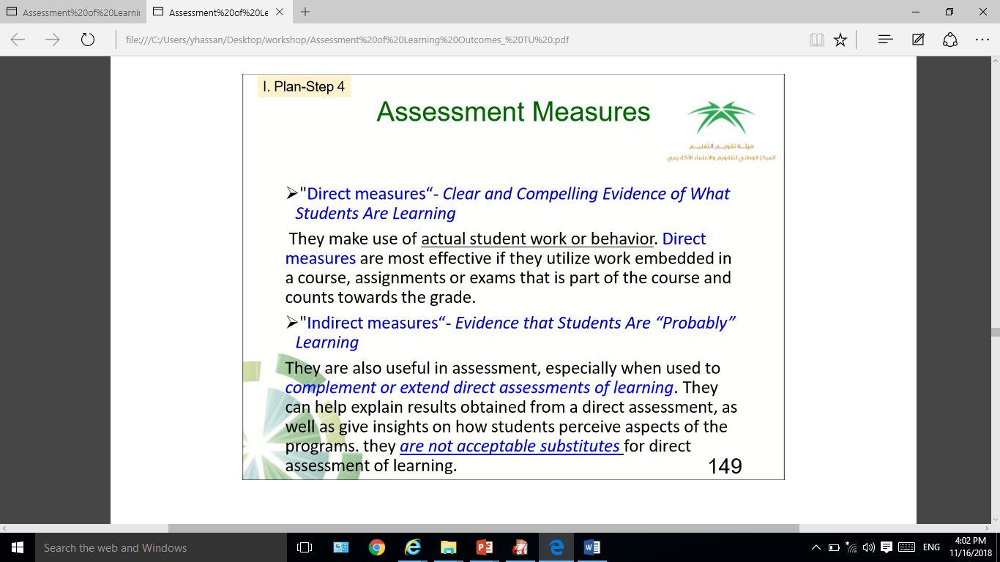 Assessment%20of%20Learnin
Assessment%20of%20Le
file:///C:/Users/yhassan/Desktop/workshop/Assessment%20of%20Learning%20Outcomes_%20TU%20.pdf
I. Plan-Step 4
Assessment Measures
هيئـة تقويـم التعليـم
المركز الوطني للتقويم والاعتماد الأكاديمي
➢"Direct measures“- Clear and Compelling Evidence of What
Students Are Learning
They make use of actual student work or behavior. Direct
measures are most effective if they utilize work embedded in
a course, assignments or exams that is part of the course and
counts towards the grade.
➢"Indirect measures“- Evidence that Students Are “Probably”
Learning
They are also useful in assessment, especially when used to
complement or extend direct assessments of learning. They
can help explain results obtained from a direct assessment, as
well as give insights on how students perceive aspects of the
programs. they are not acceptable substitutes for direct
assessment of learning.
149
Search the web and Windows
ENG
4:02 PM
11/16/2018